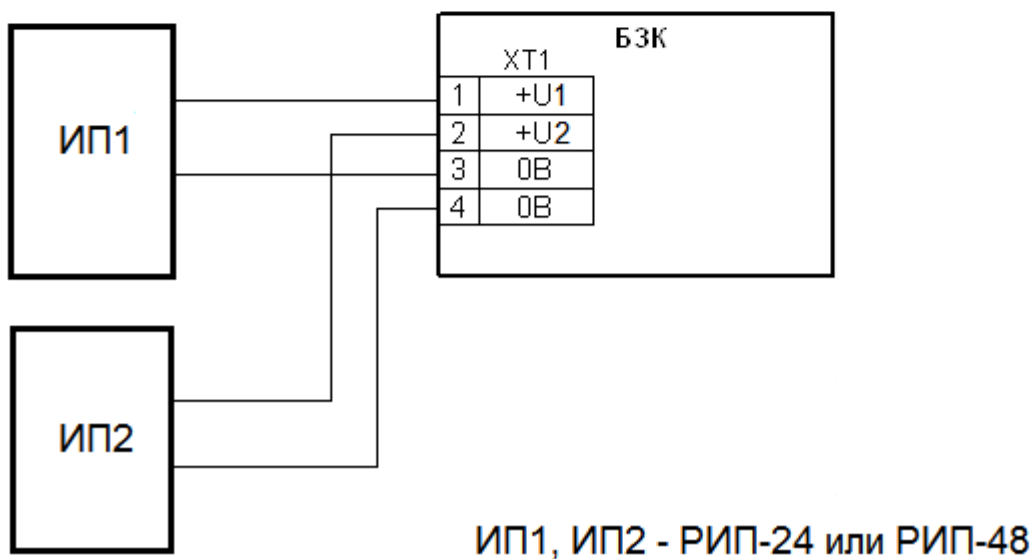 БЗК
XT1
1 +U1
2 +U2
3 0В
4 0В
ИП1
ИП2
ИП1, ИП2 - РИП-24 или РИП-48